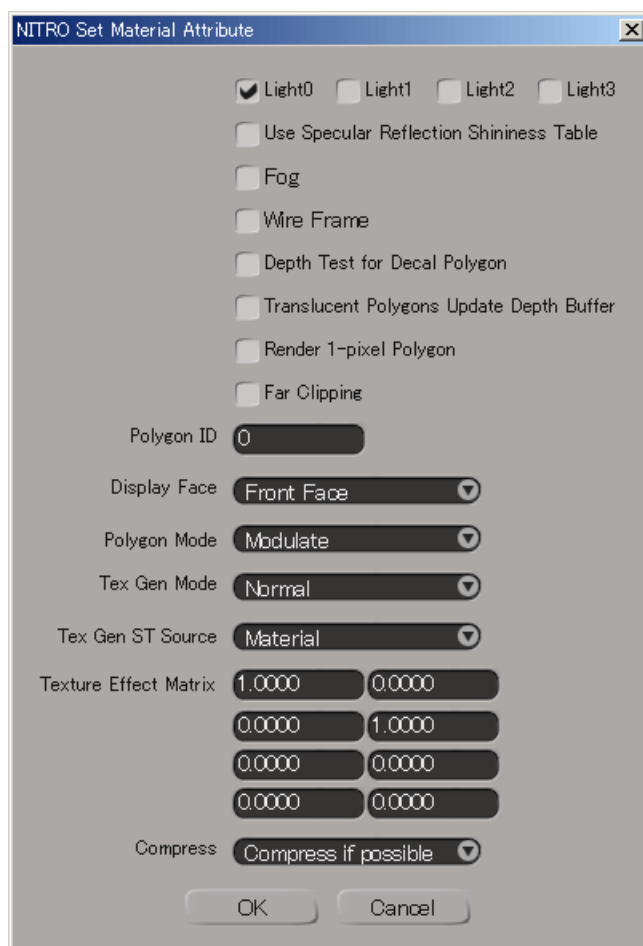 NITRO Set Material Attribute
Light0 Light1 Light2 Light3
Use Specular Reflection Shininess Table
Fog
Wire Frame
Depth Test for Decal Polygon
Translucent Polygons Update Depth Buffer
Render 1-pixel Polygon
Far Clipping
Polygon ID 0
Display Face Front Face
Polygon Mode Modulate
Tex Gen Mode Normal
Tex Gen ST Source Material
Texture Effect Matrix 1.0000 0.0000
0.0000 1.0000
0.0000 0.0000
0.0000 0.0000
Compress Compress if possible
OK Cancel